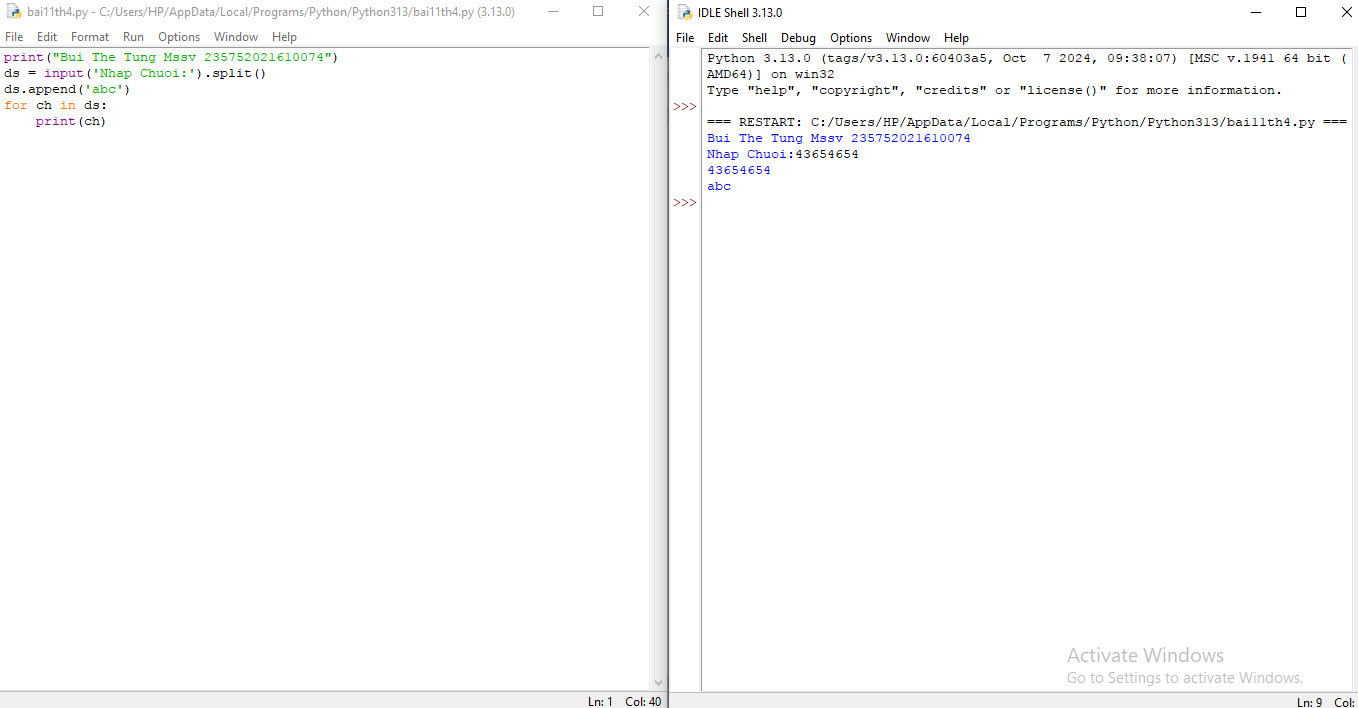 bai11th4.py - C:/Users/HP/AppData/Local/Programs/Python/Python313/bai11th4.py (3.13.0)
File Edit Format Run Options Window Help
print("Bui The Tung Mssv 235752021610074")
ds = input('Nhap Chuoi:').split()
ds.append('abc')
for ch in ds:
    print(ch)
Ln: 1 Col: 40
IDLE Shell 3.13.0
File Edit Shell Debug Options Window Help
Python 3.13.0 (tags/v3.13.0:60403a5, Oct  7 2024, 09:38:07) [MSC v.1941 64 bit (
AMD64)] on win32
Type "help", "copyright", "credits" or "license()" for more information.
>>>
=== RESTART: C:/Users/HP/AppData/Local/Programs/Python/Python313/bai11th4.py ===
Bui The Tung Mssv 235752021610074
Nhap Chuoi:43654654
43654654
abc
>>>
Activate Windows
Go to Settings to activate Windows.
Ln: 9 Col: